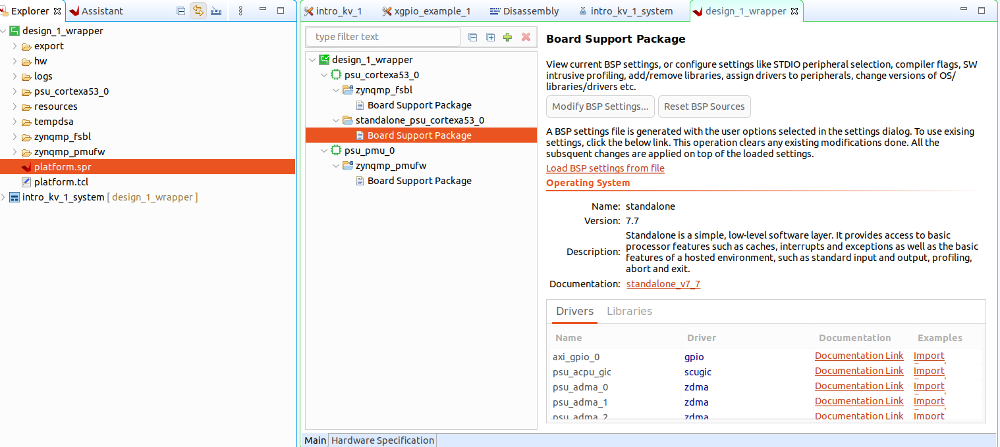 Explorer
Assistant
design_1_wrapper
export
hw
logs
psu_cortexa53_0
resources
tempdsa
zynqmp_fsbl
zynqmp_pmufw
platform.spr
platform.tcl
intro_kv_1_system [ design_1_wrapper ]
intro_kv_1
xgpio_example_1
Disassembly
intro_kv_1_system
design_1_wrapper
type filter text
design_1_wrapper
psu_cortexa53_0
zynqmp_fsbl
Board Support Package
standalone_psu_cortexa53_0
Board Support Package
psu_pmu_0
zynqmp_pmufw
Board Support Package
Board Support Package
View current BSP settings, or configure settings like STDIO peripheral selection, compiler flags, SW
intrusive profiling, add/remove libraries, assign drivers to peripherals, change versions of OS/
libraries/drivers etc.
Modify BSP Settings...
Reset BSP Sources
A BSP settings file is generated with the user options selected in the settings dialog. To use exising
settings, click the below link. This operation clears any existing modifications done. All the
subsquent changes are applied on top of the loaded settings.
Load BSP settings from file
Operating System
Name: standalone
Version: 7.7
Description: Standalone is a simple, low-level software layer. It provides access to basic
processor features such as caches, interrupts and exceptions as well as the basic
features of a hosted environment, such as standard input and output, profiling,
abort and exit.
Documentation: standalone_v7_7
Drivers Libraries
Name Driver Documentation Examples
axi_gpio_0 gpio Documentation Link Import
psu_acpu_gic scugic Documentation Link Import
psu_adma_0 zdma Documentation Link Import
psu_adma_1 zdma Documentation Link Import
psu_adma_2 zdma Documentation Link Import
Main Hardware Specification